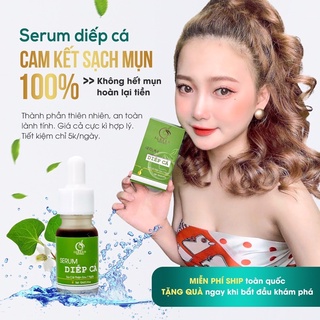 Serum diếp cá
CAM KẾT SẠCH MỤN
100% >> Không hết mụn
hoàn lại tiền
Thành phần thiên nhiên, an toàn
lành tính. Giá cả cực kì hợp lý.
Tiết kiệm chỉ 5k/ngày.
SERUM
DIẾP CÁ
SERUM
DIẾP CÁ
MIỄN PHÍ SHIP toàn quốc
TẶNG QUÀ ngay khi bắt đầu khám phá